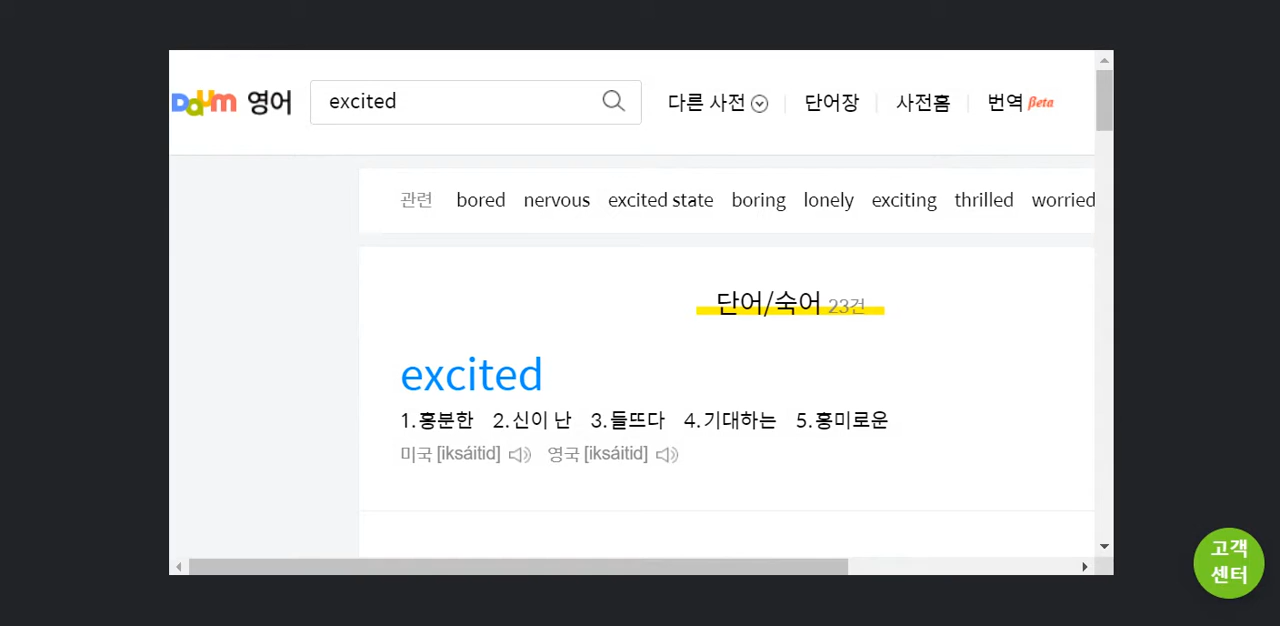 Daum 영어 excited 다른 사전 단어장 사전홈 번역 Beta
관련 bored nervous excited state boring lonely exciting thrilled worried
단어/숙어 23건
excited
1.흥분한 2.신이 난 3.들뜨다 4.기대하는 5.흥미로운
미국 [iksáitid] 영국 [iksáitid]
고객
센터